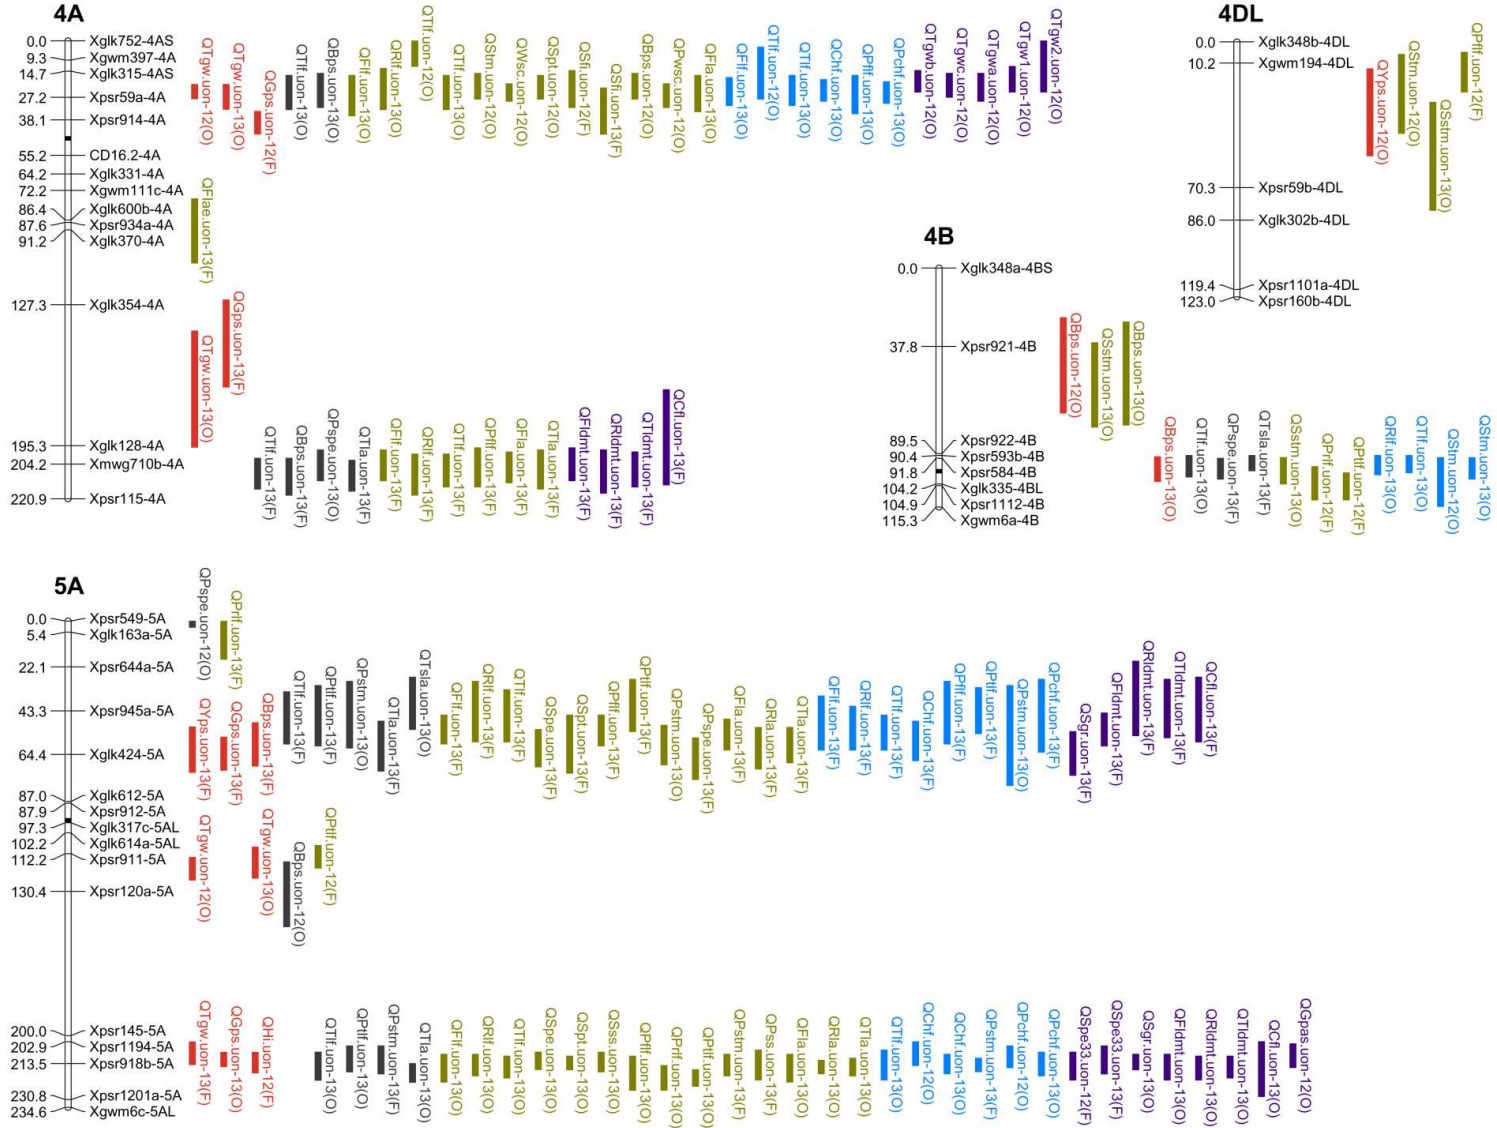 4A
0.0 Xglk752-4AS
9.3 Xgwm397-4A
14.7 Xglk315-4AS
27.2 Xpsr59a-4A
38.1 Xpsr914-4A
55.2 CD16.2-4A
64.2 Xglk331-4A
72.2 Xgwm111c-4A
86.4 Xglk600b-4A
87.6 Xpsr934a-4A
91.2 Xglk370-4A
127.3 Xglk354-4A
195.3 Xglk128-4A
204.2 Xmwg710b-4A
220.9 Xpsr115-4A
QTgw.uon-12(O)
QTgw.uon-13(O)
QGps.uon-12(F)
QTlf.uon-13(O)
QBps.uon-13(O)
QFlf.uon-13(O)
QRlf.uon-13(O)
QTlf.uon-12(O)
QTlf.uon-13(O)
QStm.uon-12(O)
QWsc.uon-12(O)
QSpt.uon-12(O)
QSfi.uon-12(F)
QSfi.uon-13(F)
QBps.uon-12(O)
QPwsc.uon-12(O)
QFla.uon-13(O)
QFlf.uon-13(O)
QTlf.uon-12(O)
QTlf.uon-13(O)
QChf.uon-13(O)
QPflf.uon-13(O)
QPchf.uon-13(O)
QTgwb.uon-12(O)
QTgwc.uon-12(O)
QTgwa.uon-12(O)
QTgw1.uon-12(O)
QTgw2.uon-12(O)
QFlae.uon-13(F)
QTgw.uon-13(O)
QGps.uon-13(F)
QTlf.uon-13(F)
QBps.uon-13(F)
QPspe.uon-13(O)
QTla.uon-13(F)
QFlf.uon-13(F)
QRlf.uon-13(F)
QTlf.uon-13(F)
QPflf.uon-13(F)
QFla.uon-13(F)
QTla.uon-13(F)
QFldmt.uon-13(F)
QRldmt.uon-13(F)
QTldmt.uon-13(F)
QCfl.uon-13(F)
4B
0.0 Xglk348a-4BS
37.8 Xpsr921-4B
89.5 Xpsr922-4B
90.4 Xpsr593b-4B
91.8 Xpsr584-4B
104.2 Xglk335-4BL
104.9 Xpsr1112-4B
115.3 Xgwm6a-4B
QBps.uon-12(O)
QSstm.uon-13(O)
QBps.uon-13(O)
QBps.uon-13(O)
QTlf.uon-13(O)
QPspe.uon-13(F)
QTsla.uon-13(F)
QSstm.uon-13(O)
QPrlf.uon-12(F)
QPtlf.uon-12(F)
QRlf.uon-13(O)
QTlf.uon-13(O)
QStm.uon-12(O)
QStm.uon-13(O)
4DL
0.0 Xglk348b-4DL
10.2 Xgwm194-4DL
70.3 Xpsr59b-4DL
86.0 Xglk302b-4DL
119.4 Xpsr1101a-4DL
123.0 Xpsr160b-4DL
QYps.uon-12(O)
QStm.uon-12(O)
QSstm.uon-13(O)
QPflf.uon-12(F)
5A
0.0 Xpsr549-5A
5.4 Xglk163a-5A
22.1 Xpsr644a-5A
43.3 Xpsr945a-5A
64.4 Xglk424-5A
87.0 Xglk612-5A
87.9 Xpsr912-5A
97.3 Xglk317c-5AL
102.2 Xglk614a-5AL
112.2 Xpsr911-5A
130.4 Xpsr120a-5A
200.0 Xpsr145-5A
202.9 Xpsr1194-5A
213.5 Xpsr918b-5A
230.8 Xpsr1201a-5A
234.6 Xgwm6c-5AL
QPspe.uon-12(O)
QPrlf.uon-13(F)
QYps.uon-13(F)
QGps.uon-13(F)
QBps.uon-13(F)
QTlf.uon-13(F)
QPtlf.uon-13(F)
QPstm.uon-13(O)
QTla.uon-13(F)
QTsla.uon-13(O)
QFlf.uon-13(F)
QRlf.uon-13(F)
QTlf.uon-13(F)
QSpe.uon-13(F)
QSpt.uon-13(F)
QPflf.uon-13(F)
QPtlf.uon-13(F)
QPstm.uon-13(O)
QPspe.uon-13(F)
QFla.uon-13(F)
QRla.uon-13(F)
QTla.uon-13(F)
QFlf.uon-13(F)
QRlf.uon-13(F)
QTlf.uon-13(F)
QChf.uon-13(F)
QPflf.uon-13(F)
QPtlf.uon-13(F)
QPstm.uon-13(O)
QPchf.uon-13(F)
QSgr.uon-13(F)
QFldmt.uon-13(F)
QRldmt.uon-13(F)
QTldmt.uon-13(F)
QCfl.uon-13(F)
QTgw.uon-12(O)
QTgw.uon-13(O)
QBps.uon-12(O)
QPtlf.uon-12(F)
QTgw.uon-13(F)
QGps.uon-13(O)
QHi.uon-12(F)
QTlf.uon-13(O)
QPtlf.uon-13(O)
QPstm.uon-13(F)
QTla.uon-13(O)
QFlf.uon-13(O)
QRlf.uon-13(O)
QTlf.uon-13(O)
QSpe.uon-13(O)
QSpt.uon-13(O)
QSss.uon-13(O)
QPflf.uon-13(O)
QPrlf.uon-13(O)
QPtlf.uon-13(O)
QPstm.uon-13(F)
QPss.uon-13(O)
QFla.uon-13(O)
QRla.uon-13(O)
QTla.uon-13(O)
QTlf.uon-13(O)
QChf.uon-12(O)
QChf.uon-13(O)
QPstm.uon-13(F)
QPchf.uon-12(O)
QPchf.uon-13(O)
QSpe33.uon-12(F)
QSpe33.uon-13(F)
QSgr.uon-13(O)
QFldmt.uon-13(O)
QRldmt.uon-13(O)
QTldmt.uon-13(O)
QCfl.uon-13(O)
QGpas.uon-12(O)